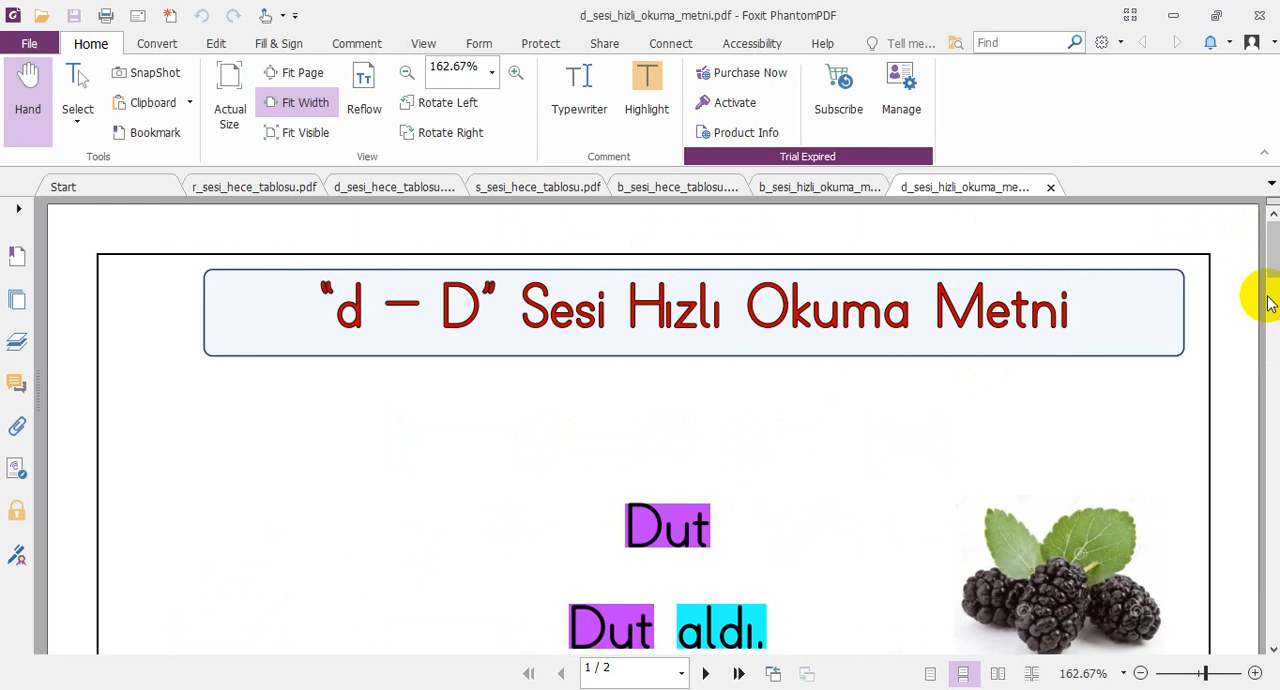 d_sesi_hizli_okuma_metni.pdf - Foxit PhantomPDF
File Home Convert Edit Fill & Sign Comment View Form Protect Share Connect Accessibility Help Tell me... Find
Hand
Select
SnapShot
Clipboard
Bookmark
Tools
Actual Size
Fit Page
Fit Width
Fit Visible
Reflow
162.67%
Rotate Left
Rotate Right
View
Typewriter
Highlight
Comment
Purchase Now
Activate
Product Info
Subscribe
Manage
Trial Expired
Start r_sesi_hece_tablosu.pdf d_sesi_hece_tablosu.... s_sesi_hece_tablosu.pdf b_sesi_hece_tablosu.... b_sesi_hizli_okuma_m... d_sesi_hizli_okuma_me...
“d – D” Sesi Hızlı Okuma Metni
Dut
Dut aldı.
1 / 2
162.67%